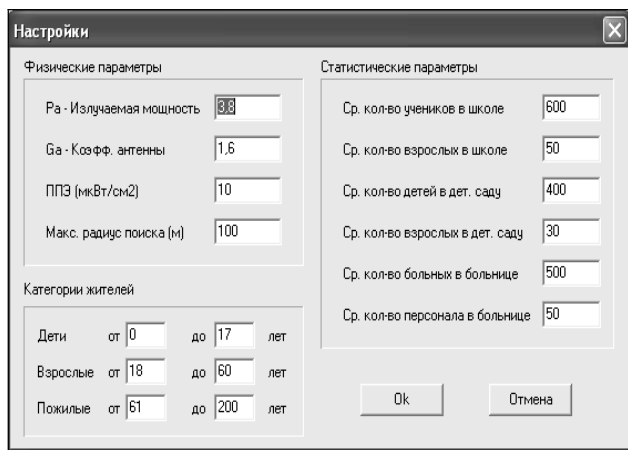 Настройки
Физические параметры
Pa - Излучаемая мощность 3,8
Ga - Коэфф. антенны 1,6
ППЭ (мкВт/см2) 10
Макс. радиус поиска (м) 100
Категории жителей
Дети от 0 до 17 лет
Взрослые от 18 до 60 лет
Пожилые от 61 до 200 лет
Статистические параметры
Ср. кол-во учеников в школе 600
Ср. кол-во взрослых в школе 50
Ср. кол-во детей в дет. саду 400
Ср. кол-во взрослых в дет. саду 30
Ср. кол-во больных в больнице 500
Ср. кол-во персонала в больнице 50
Ok Отмена